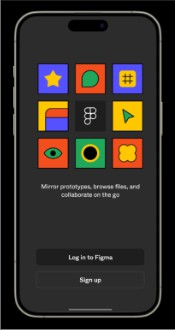 Mirror prototypes, browse files, and
collaborate on the go
Log in to Figma
Sign up